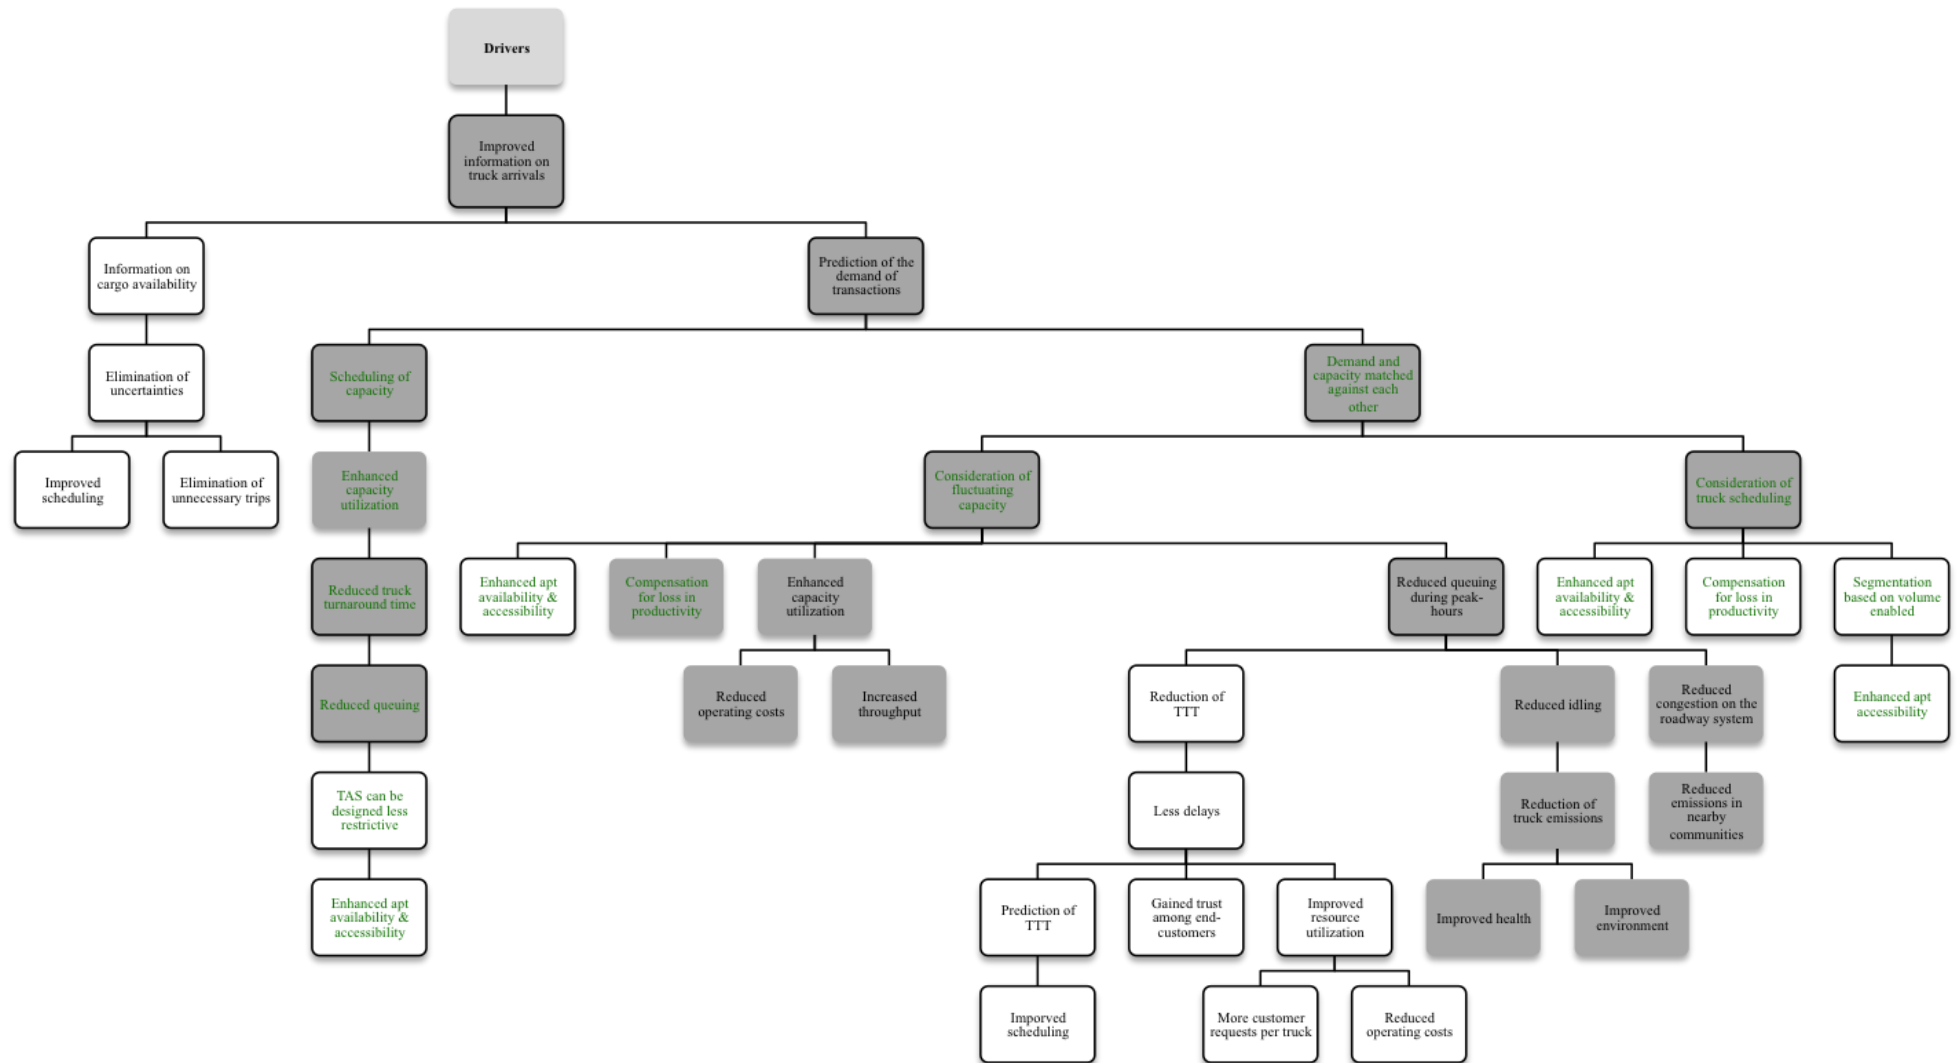 Drivers
Improved
information on
truck arrivals
Information on
cargo availability
Prediction of the
demand of
transactions
Elimination of
uncertainties
Scheduling of
capacity
Demand and
capacity matched
against each
other
Improved
scheduling
Elimination of
unnecessary trips
Enhanced
capacity
utilization
Consideration of
fluctuating
capacity
Consideration of
truck scheduling
Reduced truck
turnaround time
Enhanced apt
availability &
accessibility
Compensation
for loss in
productivity
Enhanced
capacity
utilization
Reduced queuing
during peak-
hours
Enhanced apt
availability &
accessibility
Compensation
for loss in
productivity
Segmentation
based on volume
enabled
Reduced queuing
Reduced
operating costs
Increased
throughput
Reduction of
TTT
Reduced idling
Reduced
congestion on the
roadway system
Enhanced apt
accessibility
TAS can be
designed less
restrictive
Less delays
Reduction of
truck emissions
Reduced
emissions in
nearby
communities
Enhanced apt
availability &
accessibility
Prediction of
TTT
Gained trust
among end-
customers
Improved
resource
utilization
Improved health
Improved
environment
Imporved
scheduling
More customer
requests per truck
Reduced
operating costs